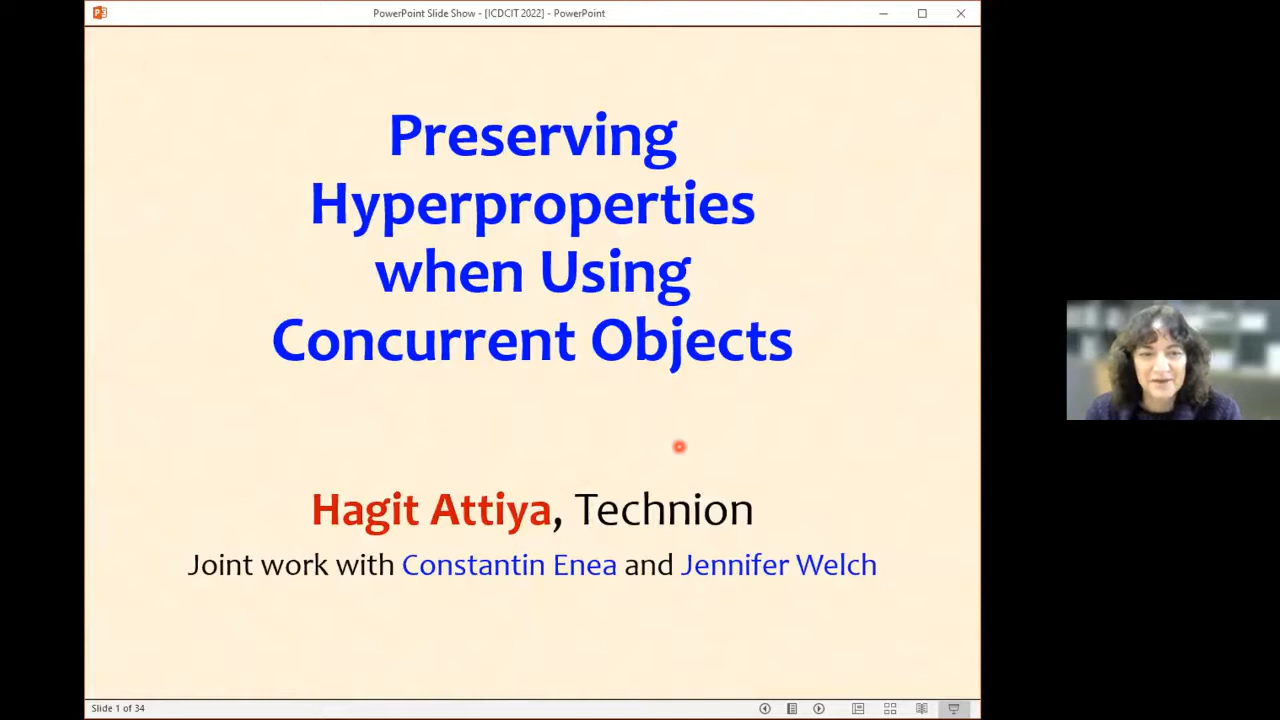 PowerPoint Slide Show - [ICDCIT 2022] - PowerPoint
Preserving
Hyperproperties
when Using
Concurrent Objects
Hagit Attiya, Technion
Joint work with Constantin Enea and Jennifer Welch
Slide 1 of 34